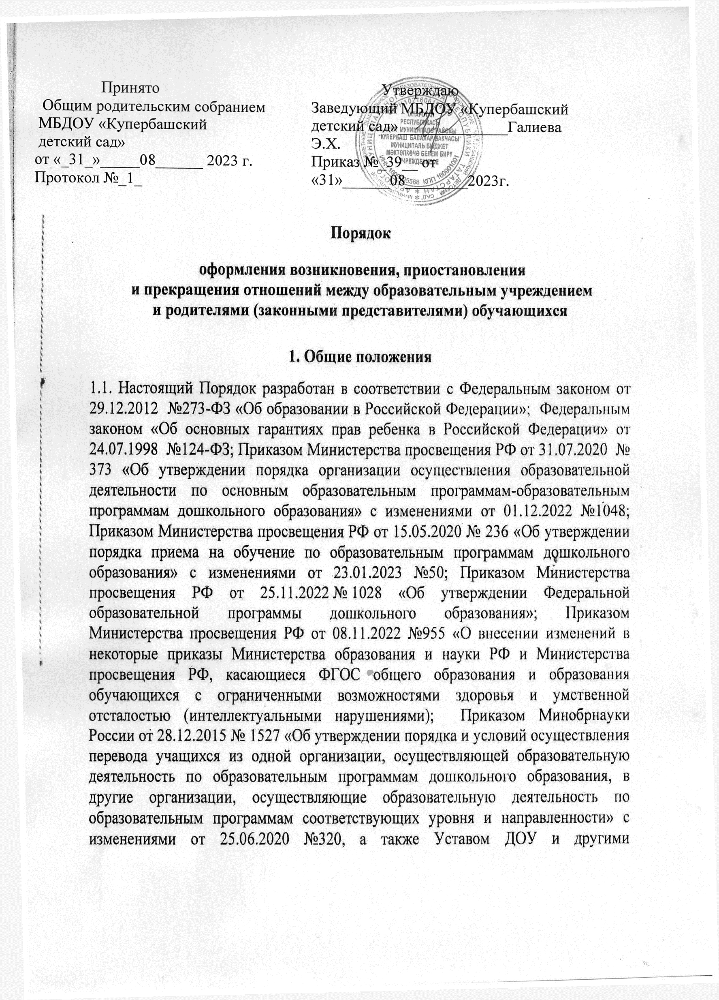 Принято
Общим родительским собранием
МБДОУ «Купербашский
детский сад»
от «_31_»_____08______ 2023 г.
Протокол №_1_
Утверждаю
Заведующий МБДОУ «Купербашский
детский сад»______________Галиева
Э.Х.
Приказ №_39__ от
«31»______08________2023г.
ТАТАРСТАН
РЕСПУБЛИКАСЫ
МУНИЦИПАЛЬ РАЙОНЫ
"КҮПЕРБАШ БАЛАЛАР БАКЧАСЫ"
МУНИЦИПАЛЬ БЮДЖЕТ
МӘКТӘПКӘЧӘ БЕЛЕМ БИРҮ
УЧРЕЖДЕНИЕСЕ
КПП 160901001
Порядок
оформления возникновения, приостановления
и прекращения отношений между образовательным учреждением
и родителями (законными представителями) обучающихся
1. Общие положения
1.1. Настоящий Порядок разработан в соответствии с Федеральным законом от
29.12.2012 №273-ФЗ «Об образовании в Российской Федерации»; Федеральным
законом «Об основных гарантиях прав ребенка в Российской Федерации» от
24.07.1998 №124-ФЗ; Приказом Министерства просвещения РФ от 31.07.2020 №
373 «Об утверждении порядка организации осуществления образовательной
деятельности по основным образовательным программам-образовательным
программам дошкольного образования» с изменениями от 01.12.2022 №1048;
Приказом Министерства просвещения РФ от 15.05.2020 № 236 «Об утверждении
порядка приема на обучение по образовательным программам дошкольного
образования» с изменениями от 23.01.2023 №50; Приказом Министерства
просвещения РФ от 25.11.2022 № 1028 «Об утверждении Федеральной
образовательной программы дошкольного образования»; Приказом
Министерства просвещения РФ от 08.11.2022 №955 «О внесении изменений в
некоторые приказы Министерства образования и науки РФ и Министерства
просвещения РФ, касающиеся ФГОС общего образования и образования
обучающихся с ограниченными возможностями здоровья и умственной
отсталостью (интеллектуальными нарушениями); Приказом Минобрнауки
России от 28.12.2015 № 1527 «Об утверждении порядка и условий осуществления
перевода учащихся из одной организации, осуществляющей образовательную
деятельность по образовательным программам дошкольного образования, в
другие организации, осуществляющие образовательную деятельность по
образовательным программам соответствующих уровня и направленности» с
изменениями от 25.06.2020 №320, а также Уставом ДОУ и другими